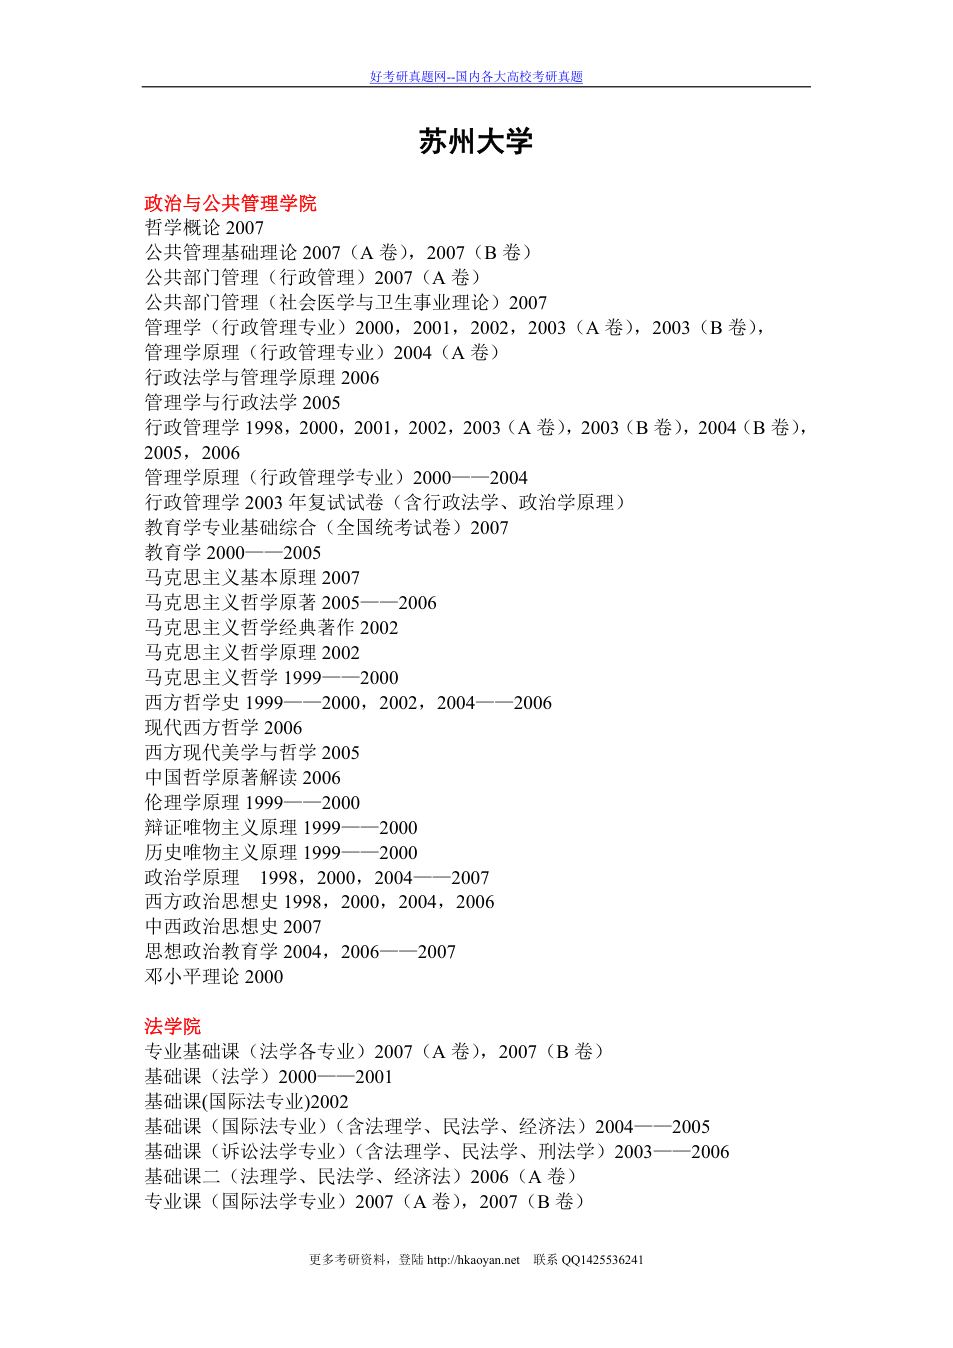 好考研真题网--国内各大高校考研真题
苏州大学
政治与公共管理学院
哲学概论 2007
公共管理基础理论 2007（A 卷），2007（B 卷）
公共部门管理（行政管理）2007（A 卷）
公共部门管理（社会医学与卫生事业理论）2007
管理学（行政管理专业）2000，2001，2002，2003（A 卷），2003（B 卷），
管理学原理（行政管理专业）2004（A 卷）
行政法学与管理学原理 2006
管理学与行政法学 2005
行政管理学 1998，2000，2001，2002，2003（A 卷），2003（B 卷），2004（B 卷），
2005，2006
管理学原理（行政管理学专业）2000——2004
行政管理学 2003 年复试试卷（含行政法学、政治学原理）
教育学专业基础综合（全国统考试卷）2007
教育学 2000——2005
马克思主义基本原理 2007
马克思主义哲学原著 2005——2006
马克思主义哲学经典著作 2002
马克思主义哲学原理 2002
马克思主义哲学 1999——2000
西方哲学史 1999——2000，2002，2004——2006
现代西方哲学 2006
西方现代美学与哲学 2005
中国哲学原著解读 2006
伦理学原理 1999——2000
辩证唯物主义原理 1999——2000
历史唯物主义原理 1999——2000
政治学原理　1998，2000，2004——2007
西方政治思想史 1998，2000，2004，2006
中西政治思想史 2007
思想政治教育学 2004，2006——2007
邓小平理论 2000
法学院
专业基础课（法学各专业）2007（A 卷），2007（B 卷）
基础课（法学）2000——2001
基础课(国际法专业)2002
基础课（国际法专业）（含法理学、民法学、经济法）2004——2005
基础课（诉讼法学专业）（含法理学、民法学、刑法学）2003——2006
基础课二（法理学、民法学、经济法）2006（A 卷）
专业课（国际法学专业）2007（A 卷），2007（B 卷）
更多考研资料，登陆 http://hkaoyan.net　联系 QQ1425536241